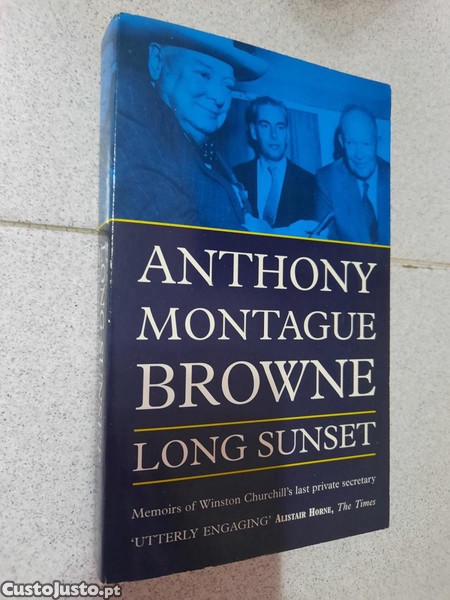 ANTHONY
MONTAGUE
BROWNE
LONG SUNSET
Memoirs of Winston Churchill's last private secretary
'UTTERLY ENGAGING' ALISTAIR HORNE, The Times
CustoJusto.pt